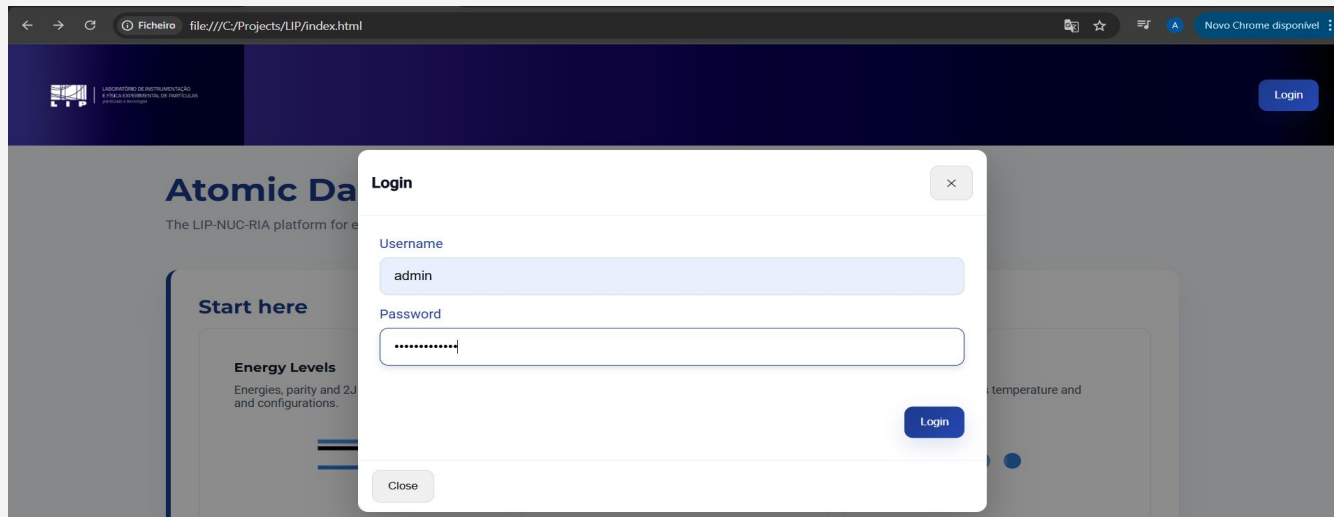 Ficheiro file:///C:/Projects/LIP/index.html
A Novo Chrome disponível
LIP LABORATÓRIO DE INSTRUMENTAÇÃO
E FÍSICA EXPERIMENTAL DE PARTÍCULAS
partículas e tecnologia
Login
Atomic Da
The LIP-NUC-RIA platform for e
Login
Username
admin
Password
•••••••••••••
Login
Close
Start here
Energy Levels
Energies, parity and 2J
and configurations.
temperature and